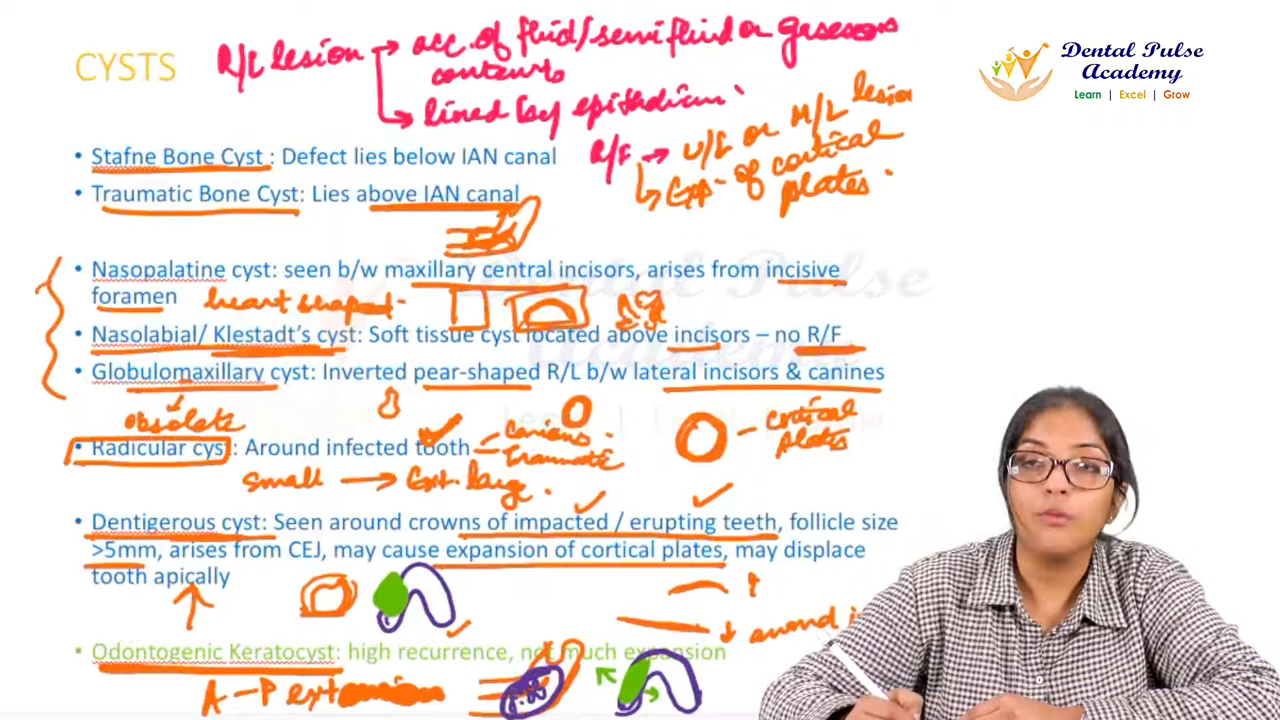 CYSTS
R/L lesion → acc. of fluid/semifluid or gaseous
contents
→ lined by epithelium
Dental Pulse
Academy
Learn | Excel | Grow
• Stafne Bone Cyst : Defect lies below IAN canal
R/F → U/L or M/L lesion
→ Exp- of cortical
plates.
• Traumatic Bone Cyst: Lies above IAN canal
• Nasopalatine cyst: seen b/w maxillary central incisors, arises from incisive
foramen heart shaped-
• Nasolabial/ Klestadt's cyst: Soft tissue cyst located above incisors – no R/F
• Globulomaxillary cyst: Inverted pear-shaped R/L b/w lateral incisors & canines
obsolete
• Radicular cyst: Around infected tooth
Carious
Traumatic
cortical
plates
small → Ext. large.
• Dentigerous cyst: Seen around crowns of impacted / erupting teeth, follicle size
>5mm, arises from CEJ, may cause expansion of cortical plates, may displace
tooth apically
around
• Odontogenic Keratocyst: high recurrence, not much expansion
A-P extension